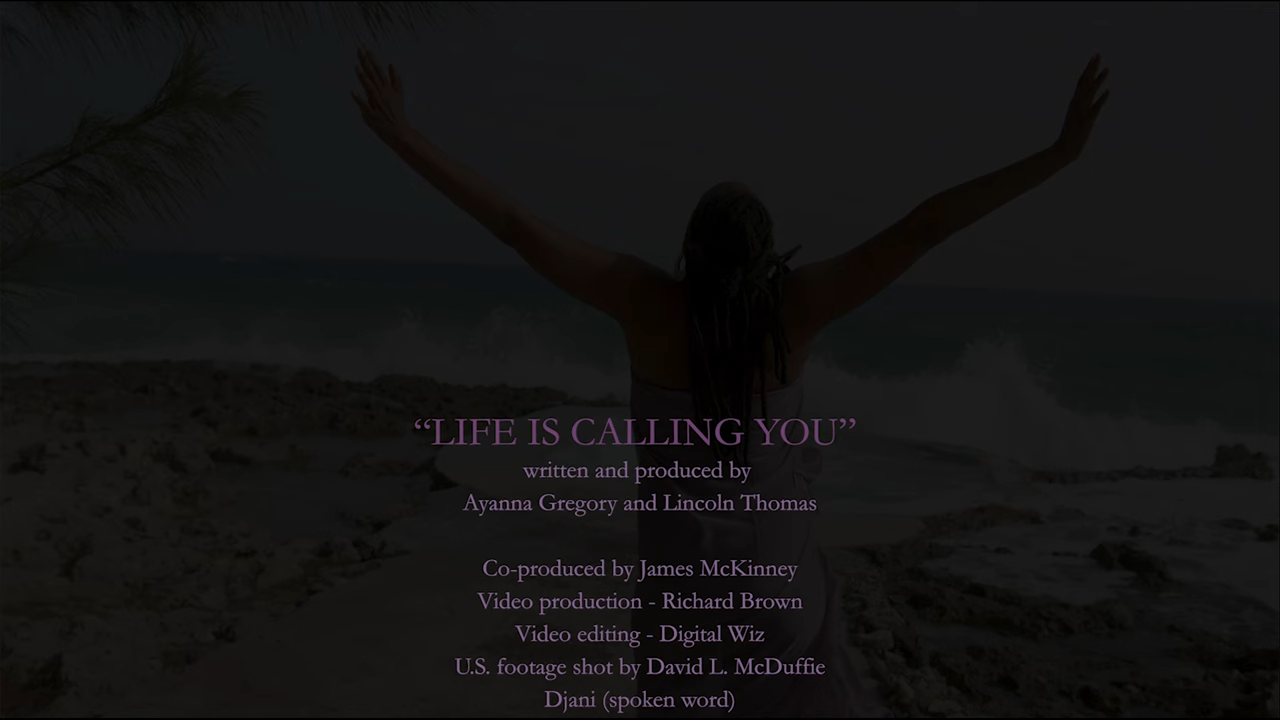 “LIFE IS CALLING YOU”
written and produced by
Ayanna Gregory and Lincoln Thomas
Co-produced by James McKinney
Video production - Richard Brown
Video editing - Digital Wiz
U.S. footage shot by David L. McDuffie
Djani (spoken word)